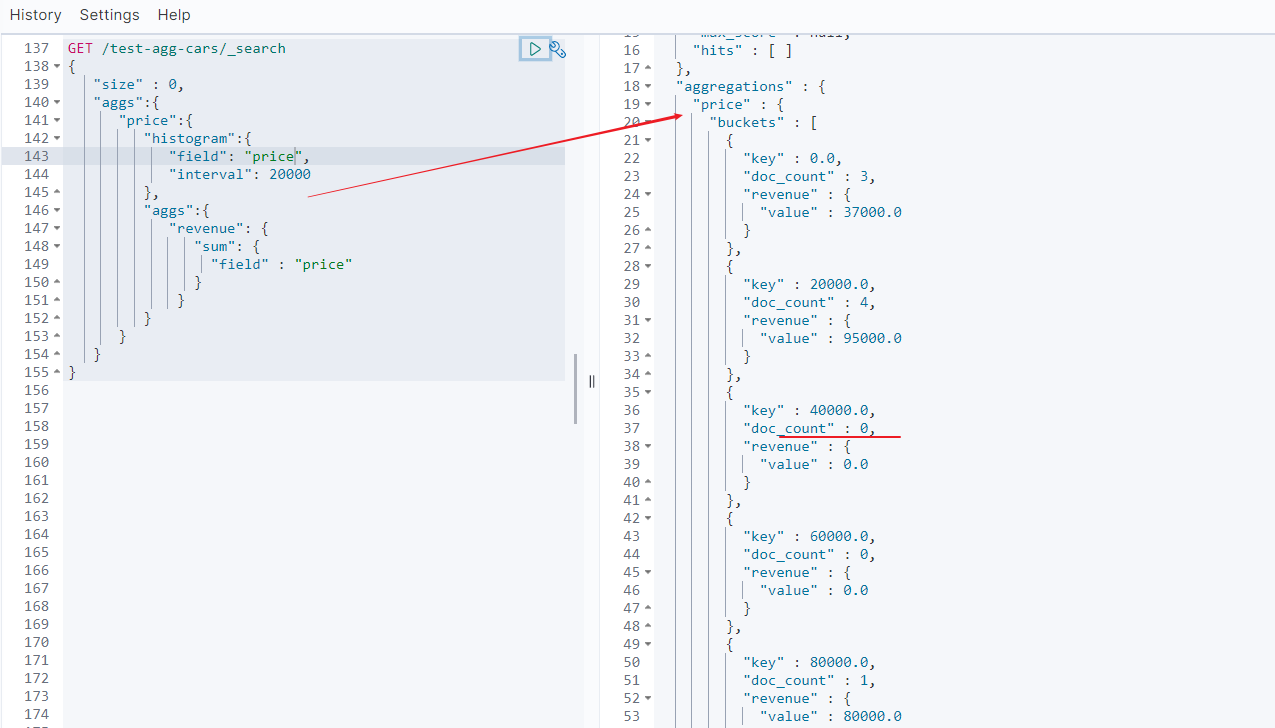 History Settings Help
137 GET /test-agg-cars/_search
138 {
139 "size" : 0,
140 "aggs":{
141 "price":{
142 "histogram":{
143 "field": "price",
144 "interval": 20000
145 },
146 "aggs":{
147 "revenue": {
148 "sum": {
149 "field" : "price"
150 }
151 }
152 }
153 }
154 }
155 }
156
157
158
159
160
161
162
163
164
165
166
167
168
169
170
171
172
173
174
15 "max_score" : null,
16 "hits" : [ ]
17 },
18 "aggregations" : {
19 "price" : {
20 "buckets" : [
21 {
22 "key" : 0.0,
23 "doc_count" : 3,
24 "revenue" : {
25 "value" : 37000.0
26 }
27 },
28 {
29 "key" : 20000.0,
30 "doc_count" : 4,
31 "revenue" : {
32 "value" : 95000.0
33 }
34 },
35 {
36 "key" : 40000.0,
37 "doc_count" : 0,
38 "revenue" : {
39 "value" : 0.0
40 }
41 },
42 {
43 "key" : 60000.0,
44 "doc_count" : 0,
45 "revenue" : {
46 "value" : 0.0
47 }
48 },
49 {
50 "key" : 80000.0,
51 "doc_count" : 1,
52 "revenue" : {
53 "value" : 80000.0